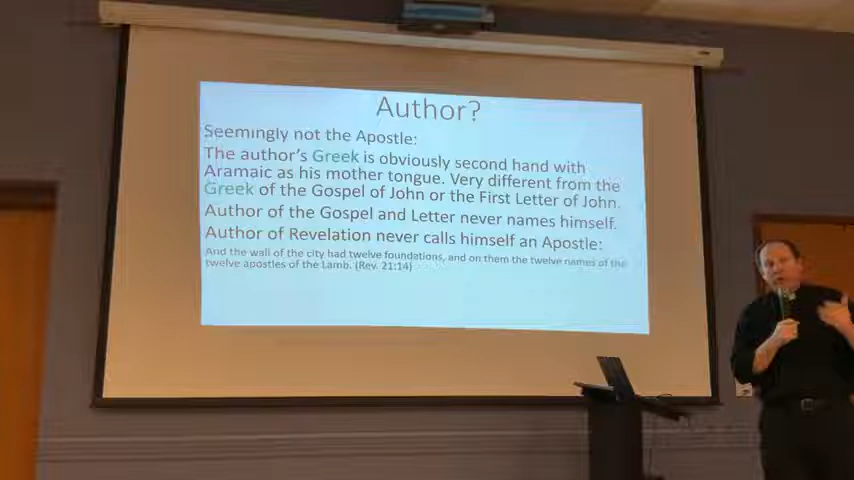 Author?
Seemingly not the Apostle:
The author's Greek is obviously second hand with
Aramaic as his mother tongue. Very different from the
Greek of the Gospel of John or the First Letter of John.
Author of the Gospel and Letter never names himself.
Author of Revelation never calls himself an Apostle:
And the wall of the city had twelve foundations, and on them the twelve names of the
twelve apostles of the Lamb. (Rev. 21:14)